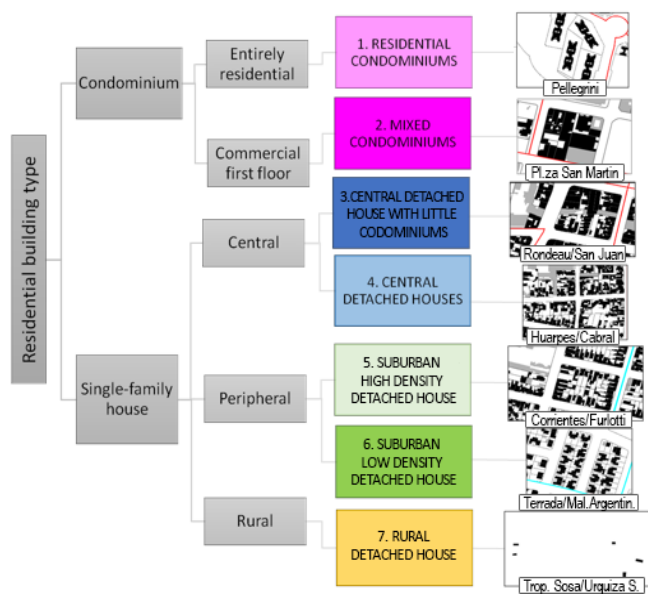 Residential building type
Condominium
Entirely
residential
1. RESIDENTIAL
CONDOMINIUMS
Pellegrini
Commercial
first floor
2. MIXED
CONDOMINIUMS
Pl.za San Martin
Single-family
house
Central
3.CENTRAL DETACHED
HOUSE WITH LITTLE
CODOMINIUMS
Rondeau/San Juan
4. CENTRAL
DETACHED HOUSES
Huarpes/Cabral
Peripheral
5. SUBURBAN
HIGH DENSITY
DETACHED HOUSE
Corrientes/Furlotti
6. SUBURBAN
LOW DENSITY
DETACHED HOUSE
Terrada/Mal.Argentin.
Rural
7. RURAL
DETACHED HOUSE
Trop. Sosa/Urquiza S.